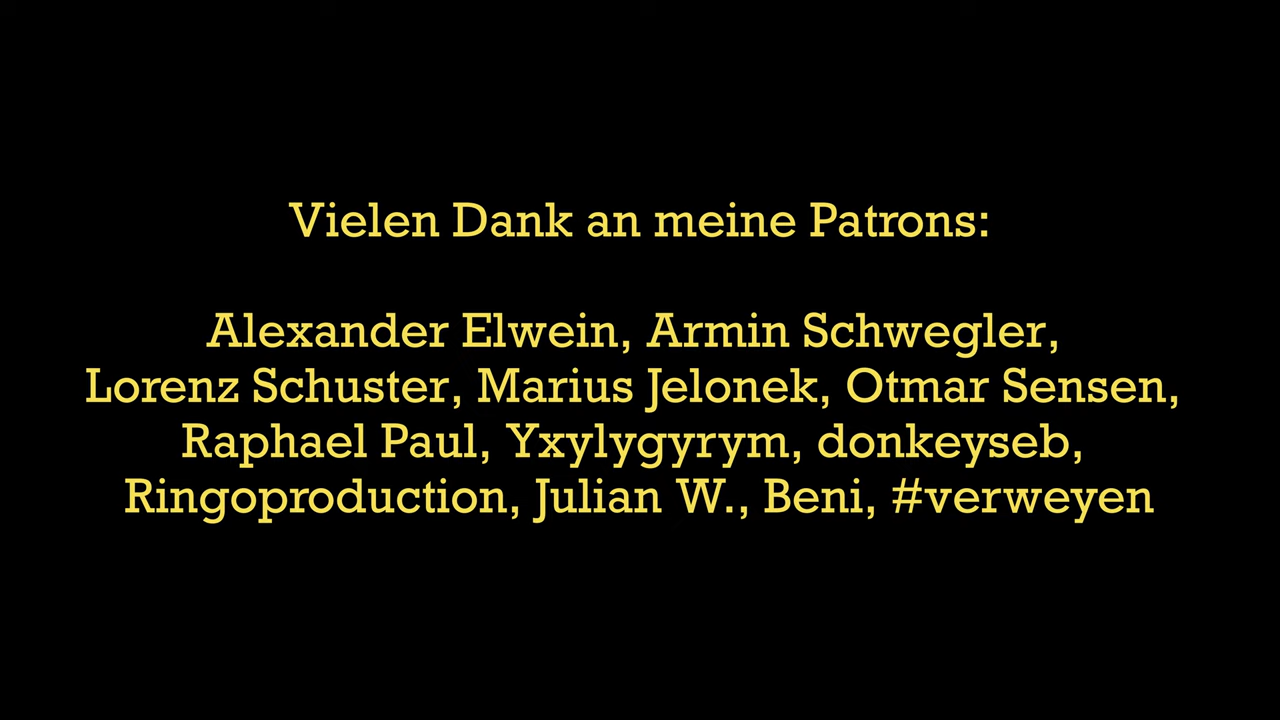 Vielen Dank an meine Patrons:
Alexander Elwein, Armin Schwegler,
Lorenz Schuster, Marius Jelonek, Otmar Sensen,
Raphael Paul, Yxylygyrym, donkeyseb,
Ringoproduction, Julian W., Beni, #verweyen